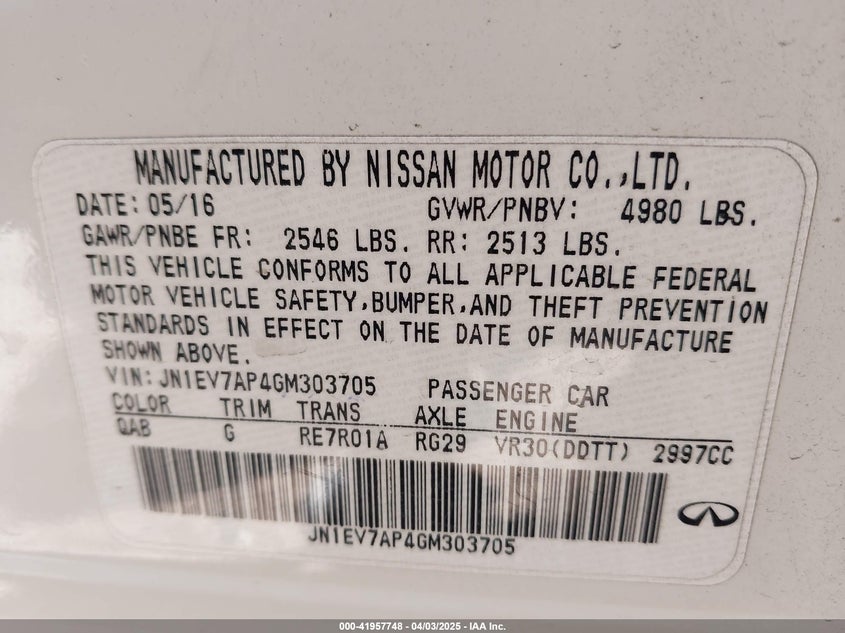 MANUFACTURED BY NISSAN MOTOR CO.,LTD.
DATE: 05/16 GVWR/PNBV: 4980 LBS.
GAWR/PNBE FR: 2546 LBS. RR: 2513 LBS.
THIS VEHICLE CONFORMS TO ALL APPLICABLE FEDERAL
MOTOR VEHICLE SAFETY,BUMPER,AND THEFT PREVENTION
STANDARDS IN EFFECT ON THE DATE OF MANUFACTURE
SHOWN ABOVE.
VIN: JN1EV7AP4GM303705 PASSENGER CAR
COLOR TRIM TRANS AXLE ENGINE
QAB G RE7R01A RG29 VR30(DDTT) 2997CC
JN1EV7AP4GM303705
000-41957748 - 04/03/2025 - IAA Inc.